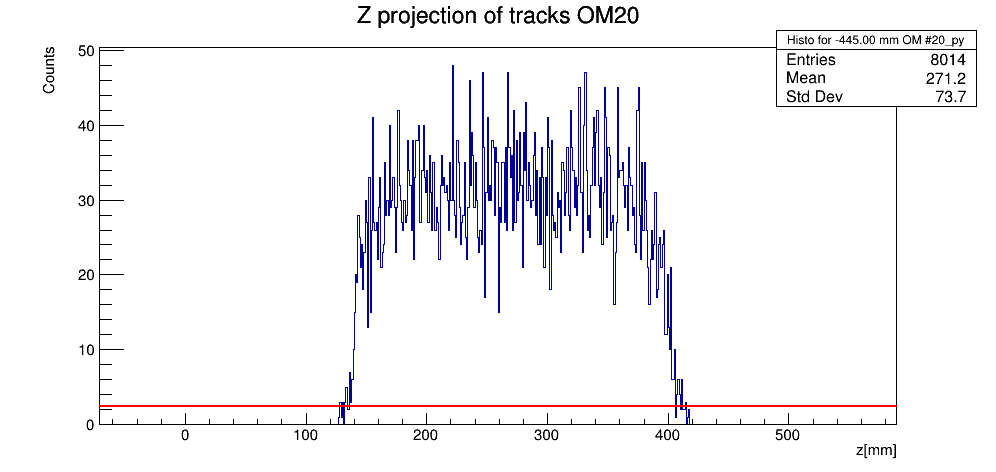 Z projection of tracks OM20
Histo for -445.00 mm OM #20_py
Entries 8014
Mean 271.2
Std Dev 73.7
Counts
50
40
30
20
10
0
0 100 200 300 400 500
z[mm]